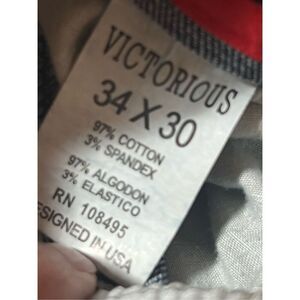 VICTORIOUS
34 X 30
97% COTTON
3% SPANDEX
97% ALGODON
3% ELASTICO
RN 108495
ESIGNED IN USA